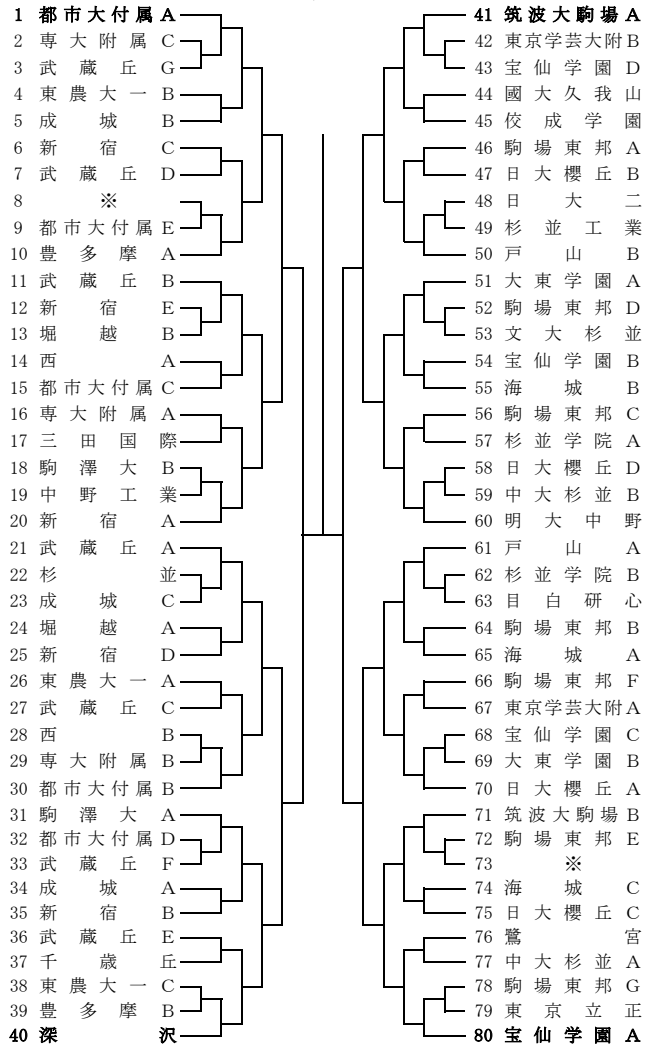 1 都市大付属 A
2 専大附属 C
3 武蔵丘 G
4 東農大一 B
5 成城 B
6 新宿 C
7 武蔵丘 D
8 ※
9 都市大付属 E
10 豊多摩 A
11 武蔵丘 B
12 新宿 E
13 堀越 B
14 西 A
15 都市大付属 C
16 専大附属 A
17 三田国際
18 駒澤大 B
19 中野工業
20 新宿 A
21 武蔵丘 A
22 杉並
23 成城 C
24 堀越 A
25 新宿 D
26 東農大一 A
27 武蔵丘 C
28 西 B
29 専大附属 B
30 都市大付属 B
31 駒澤大 A
32 都市大付属 D
33 武蔵丘 F
34 成城 A
35 新宿 B
36 武蔵丘 E
37 千歳丘
38 東農大一 C
39 豊多摩 B
40 深沢
41 筑波大駒場 A
42 東京学芸大附 B
43 宝仙学園 D
44 國大久我山
45 佼成学園
46 駒場東邦 A
47 日大櫻丘 B
48 日大二
49 杉並工業
50 戸山 B
51 大東学園 A
52 駒場東邦 D
53 文大杉並
54 宝仙学園 B
55 海城 B
56 駒場東邦 C
57 杉並学院 A
58 日大櫻丘 D
59 中大杉並 B
60 明大中野
61 戸山 A
62 杉並学院 B
63 目白研心
64 駒場東邦 B
65 海城 A
66 駒場東邦 F
67 東京学芸大附 A
68 宝仙学園 C
69 大東学園 B
70 日大櫻丘 A
71 筑波大駒場 B
72 駒場東邦 E
73 ※
74 海城 C
75 日大櫻丘 C
76 鷺宮
77 中大杉並 A
78 駒場東邦 G
79 東京立正
80 宝仙学園 A